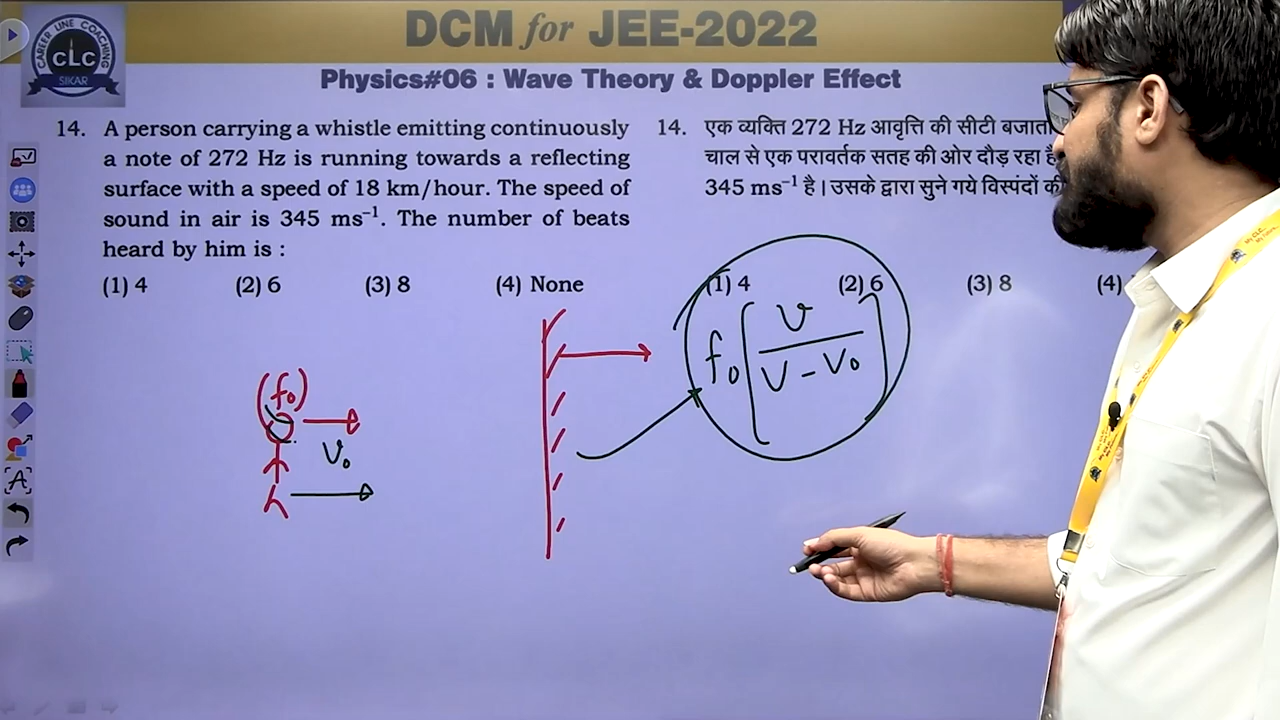 DCM for JEE-2022
CAREER LINE COACHING
CLC
SIKAR
Physics#06 : Wave Theory & Doppler Effect
14. A person carrying a whistle emitting continuously
a note of 272 Hz is running towards a reflecting
surface with a speed of 18 km/hour. The speed of
sound in air is 345 ms⁻¹. The number of beats
heard by him is :
(1) 4 (2) 6 (3) 8 (4) None
14. एक व्यक्ति 272 Hz आवृत्ति की सीटी बजाता
चाल से एक परावर्तक सतह की ओर दौड़ रहा है
345 ms⁻¹ है। उसके द्वारा सुने गये विस्पंदों की
(1) 4 (2) 6 (3) 8 (4)
(f₀)
v₀
f₀[v/(v - v₀)]
A